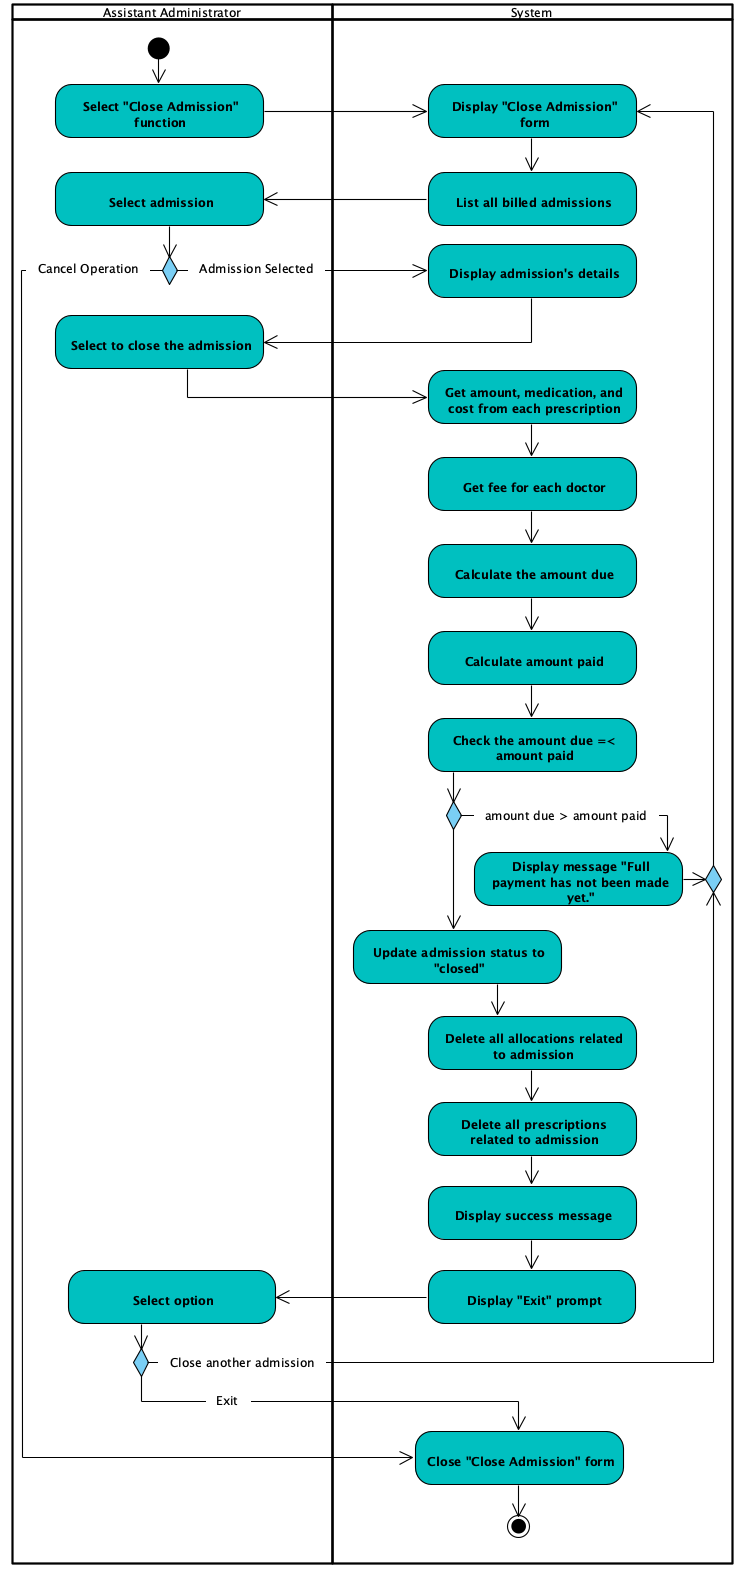 Assistant Administrator
System
Select "Close Admission"
function
Display "Close Admission"
form
Select admission
List all billed admissions
Cancel Operation
Admission Selected
Display admission's details
Select to close the admission
Get amount, medication, and
cost from each prescription
Get fee for each doctor
Calculate the amount due
Calculate amount paid
Check the amount due =<
amount paid
amount due > amount paid
Display message "Full
payment has not been made
yet."
Update admission status to
"closed"
Delete all allocations related
to admission
Delete all prescriptions
related to admission
Display success message
Select option
Display "Exit" prompt
Close another admission
Exit
Close "Close Admission" form